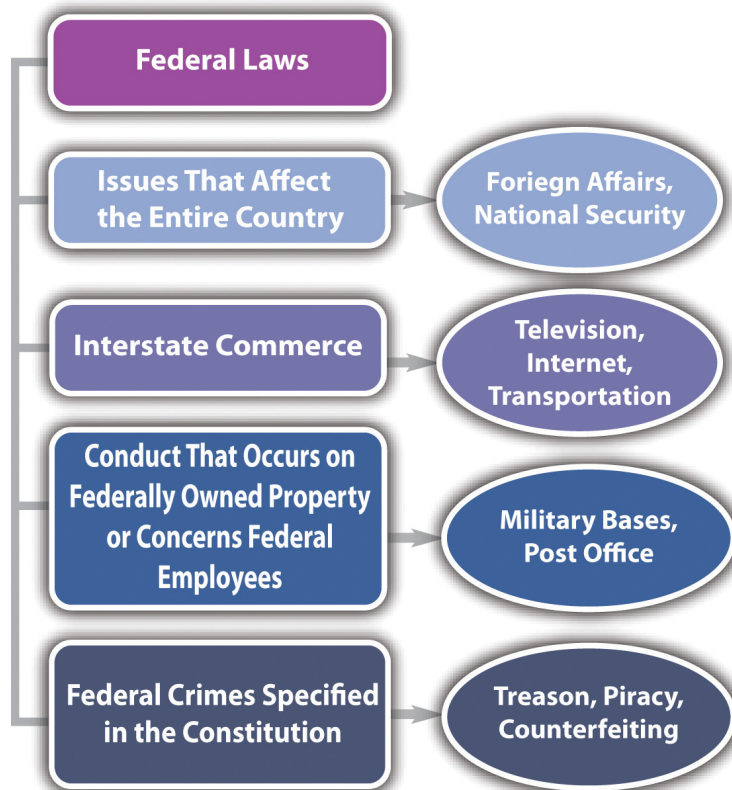 Federal Laws
Issues That Affect
the Entire Country
Foriegn Affairs,
National Security
Interstate Commerce
Television,
Internet,
Transportation
Conduct That Occurs on
Federally Owned Property
or Concerns Federal
Employees
Military Bases,
Post Office
Federal Crimes Specified
in the Constitution
Treason, Piracy,
Counterfeiting